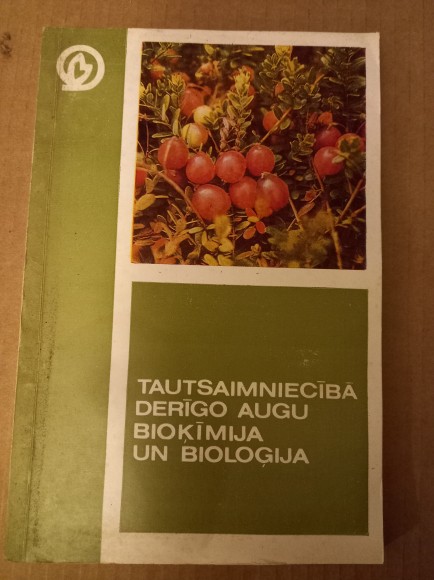 TAUTSAIMNIECĪBĀ
DERĪGO AUGU
BIOĶĪMIJA
UN BIOLOĢIJA